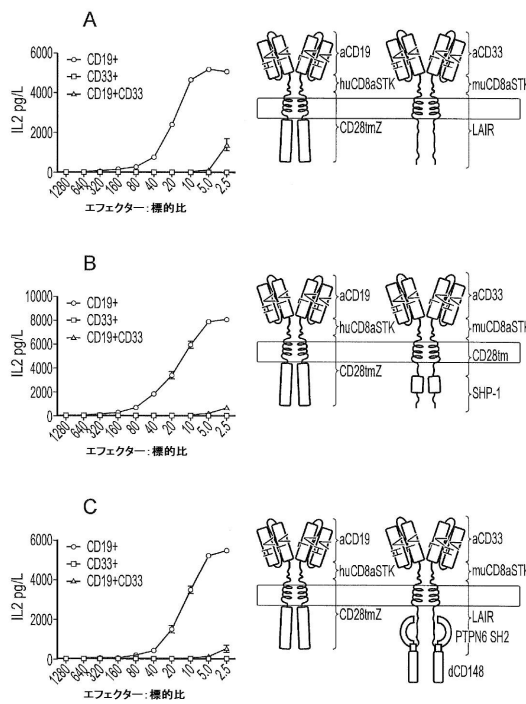 A
IL2 pg/L
6000
4000
2000
0
CD19+
CD33+
CD19+CD33
1280
640
320
160
80
40
20
10
5.0
2.5
エフェクター：標的比
aCD19
huCD8aSTK
CD28tmZ
aCD33
muCD8aSTK
LAIR
B
IL2 pg/L
10000
8000
6000
4000
2000
0
CD19+
CD33+
CD19+CD33
1280
640
320
160
80
40
20
10
5.0
2.5
エフェクター：標的比
aCD19
huCD8aSTK
CD28tmZ
aCD33
muCD8aSTK
CD28tm
SHP-1
C
IL2 pg/L
6000
4000
2000
0
CD19+
CD33+
CD19+CD33
1280
640
320
160
80
40
20
10
5.0
2.5
エフェクター：標的比
aCD19
huCD8aSTK
CD28tmZ
aCD33
muCD8aSTK
LAIR
PTPN6 SH2
dCD148